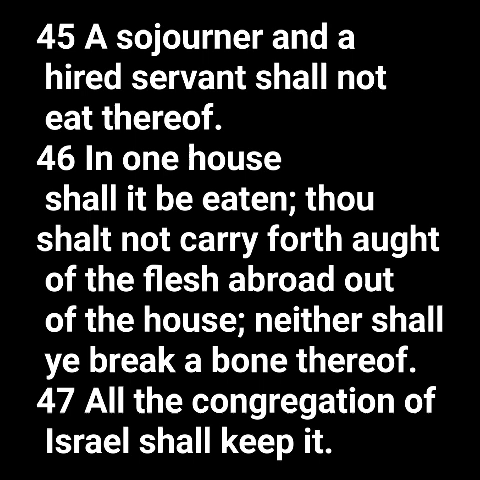 45 A sojourner and a
hired servant shall not
eat thereof.
46 In one house
shall it be eaten; thou
shalt not carry forth aught
of the flesh abroad out
of the house; neither shall
ye break a bone thereof.
47 All the congregation of
Israel shall keep it.